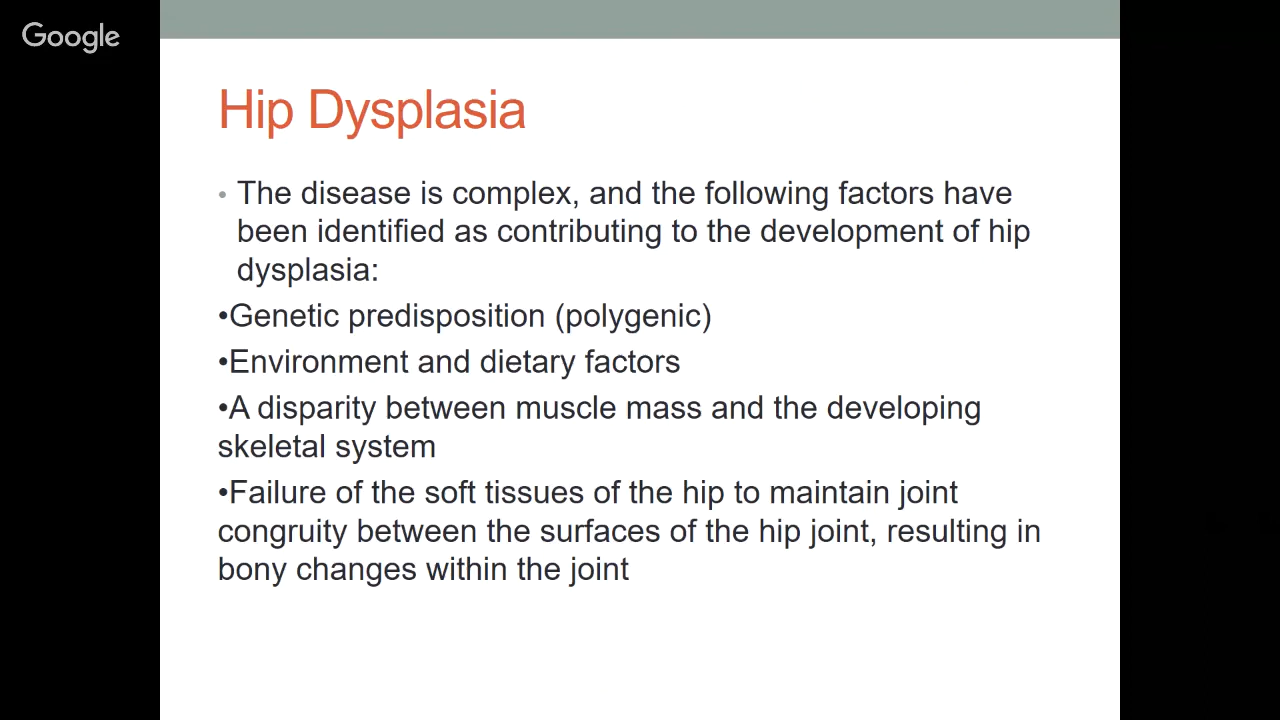 Google
Hip Dysplasia
• The disease is complex, and the following factors have
been identified as contributing to the development of hip
dysplasia:
•Genetic predisposition (polygenic)
•Environment and dietary factors
•A disparity between muscle mass and the developing
skeletal system
•Failure of the soft tissues of the hip to maintain joint
congruity between the surfaces of the hip joint, resulting in
bony changes within the joint